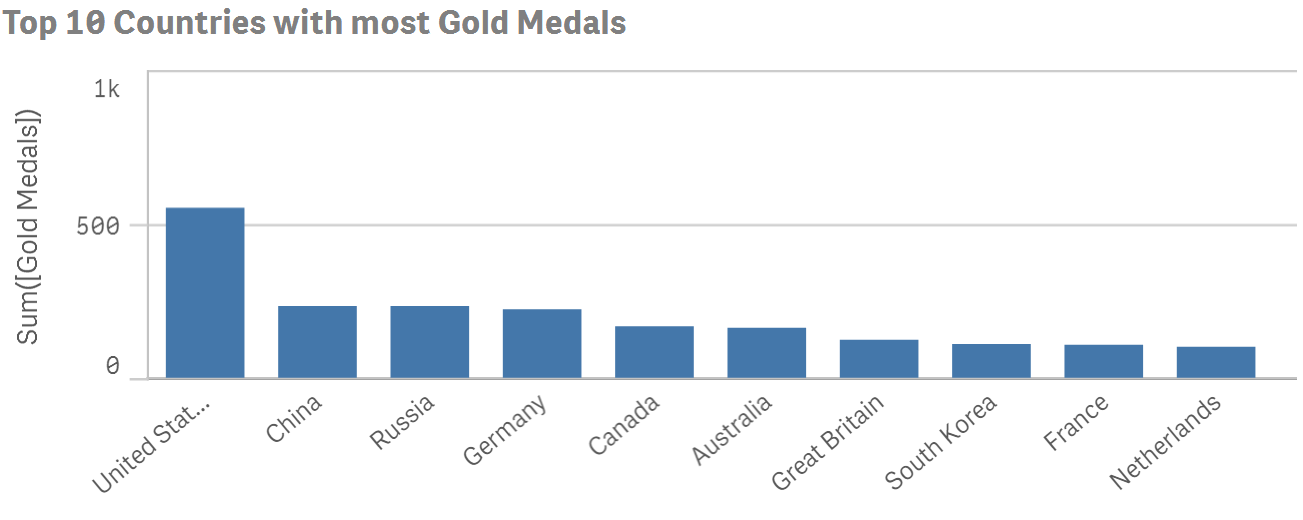 Top 10 Countries with most Gold Medals
Sum([Gold Medals])
1k
500
0
United Stat...
China
Russia
Germany
Canada
Australia
Great Britain
South Korea
France
Netherlands